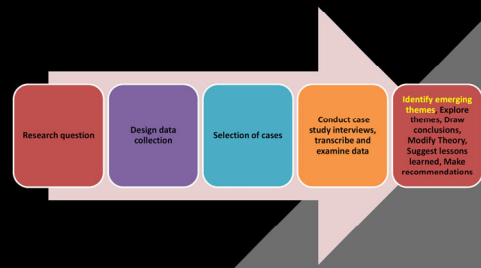 Research question
Design data
collection
Selection of cases
Conduct case
study interviews,
transcribe and
examine data
Identify emerging
themes, Explore
themes, Draw
conclusions,
Modify Theory,
Suggest lessons
learned, Make
recommendations